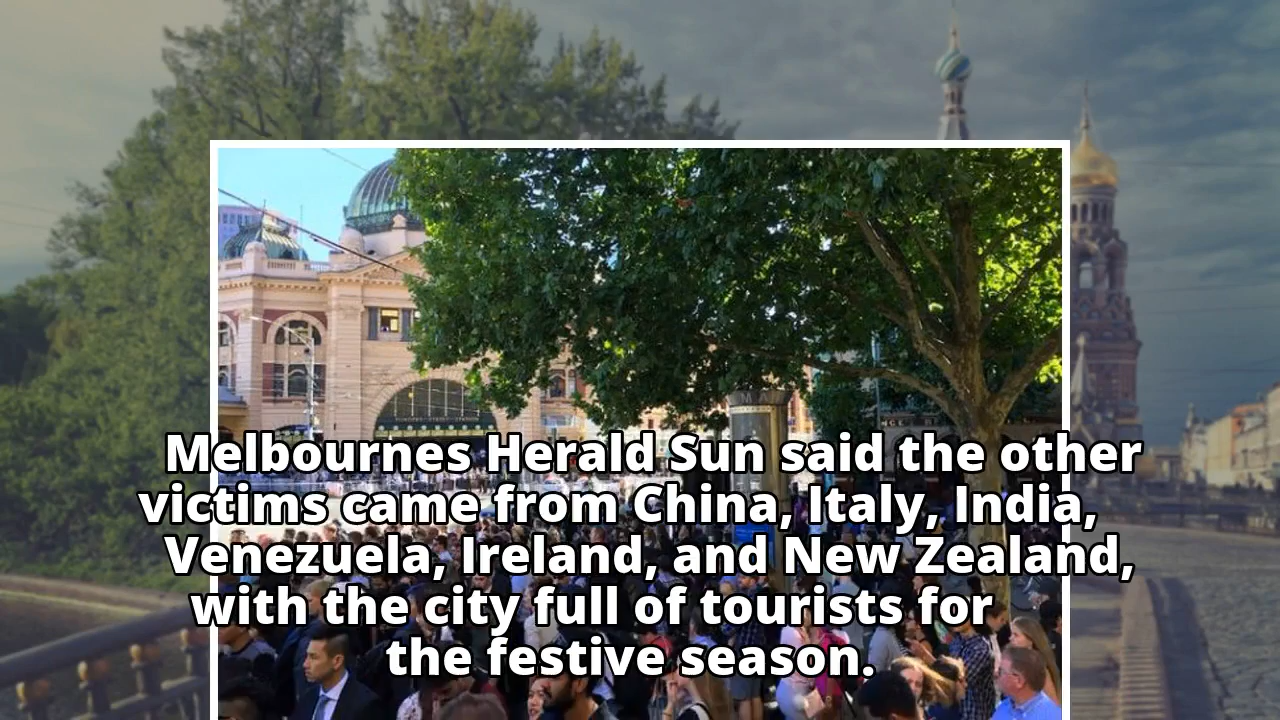 Melbournes Herald Sun said the other
victims came from China, Italy, India,
Venezuela, Ireland, and New Zealand,
with the city full of tourists for
the festive season.